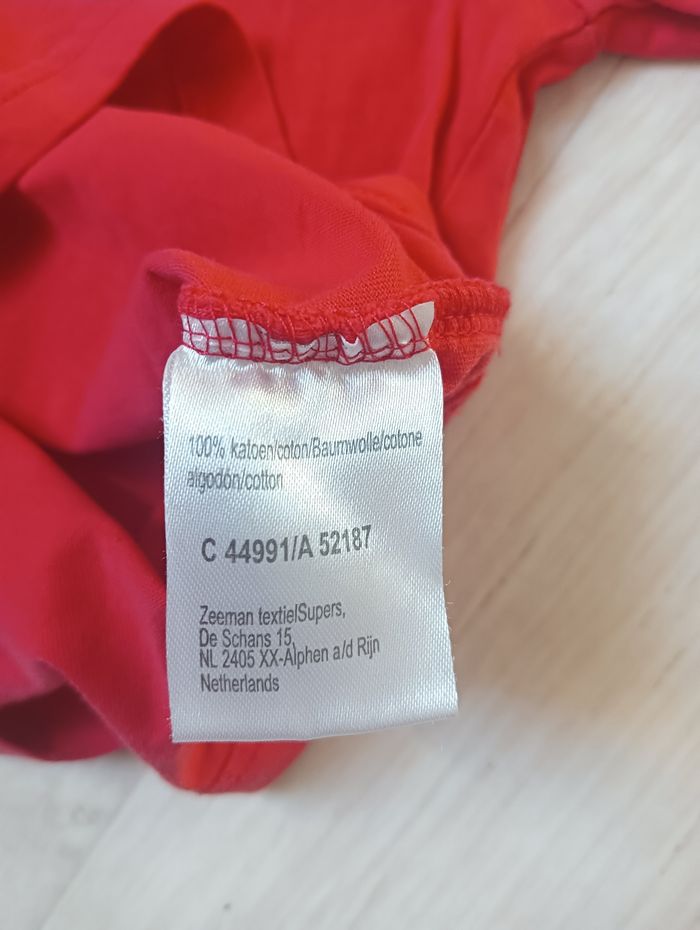 100% katoen/coton/Baumwolle/cotone
algodón/cotton
C 44991/A 52187
Zeeman textielSupers,
De Schans 15,
NL 2405 XX-Alphen a/d Rijn
Netherlands